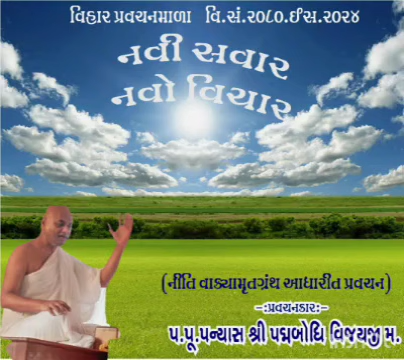 વિહાર પ્રવચનમાળા વિ.સં.૨૦૮૦.ઈસ.૨૦૨૪
નવી સવાર
નવો વિચાર
(નીતિ વાક્યામૃતગ્રંથ આધારીત પ્રવચન)
-:પ્રવચનકાર:-
પ.પૂ.પન્યાસ શ્રી પદ્મબોધિ વિજયજી મ.